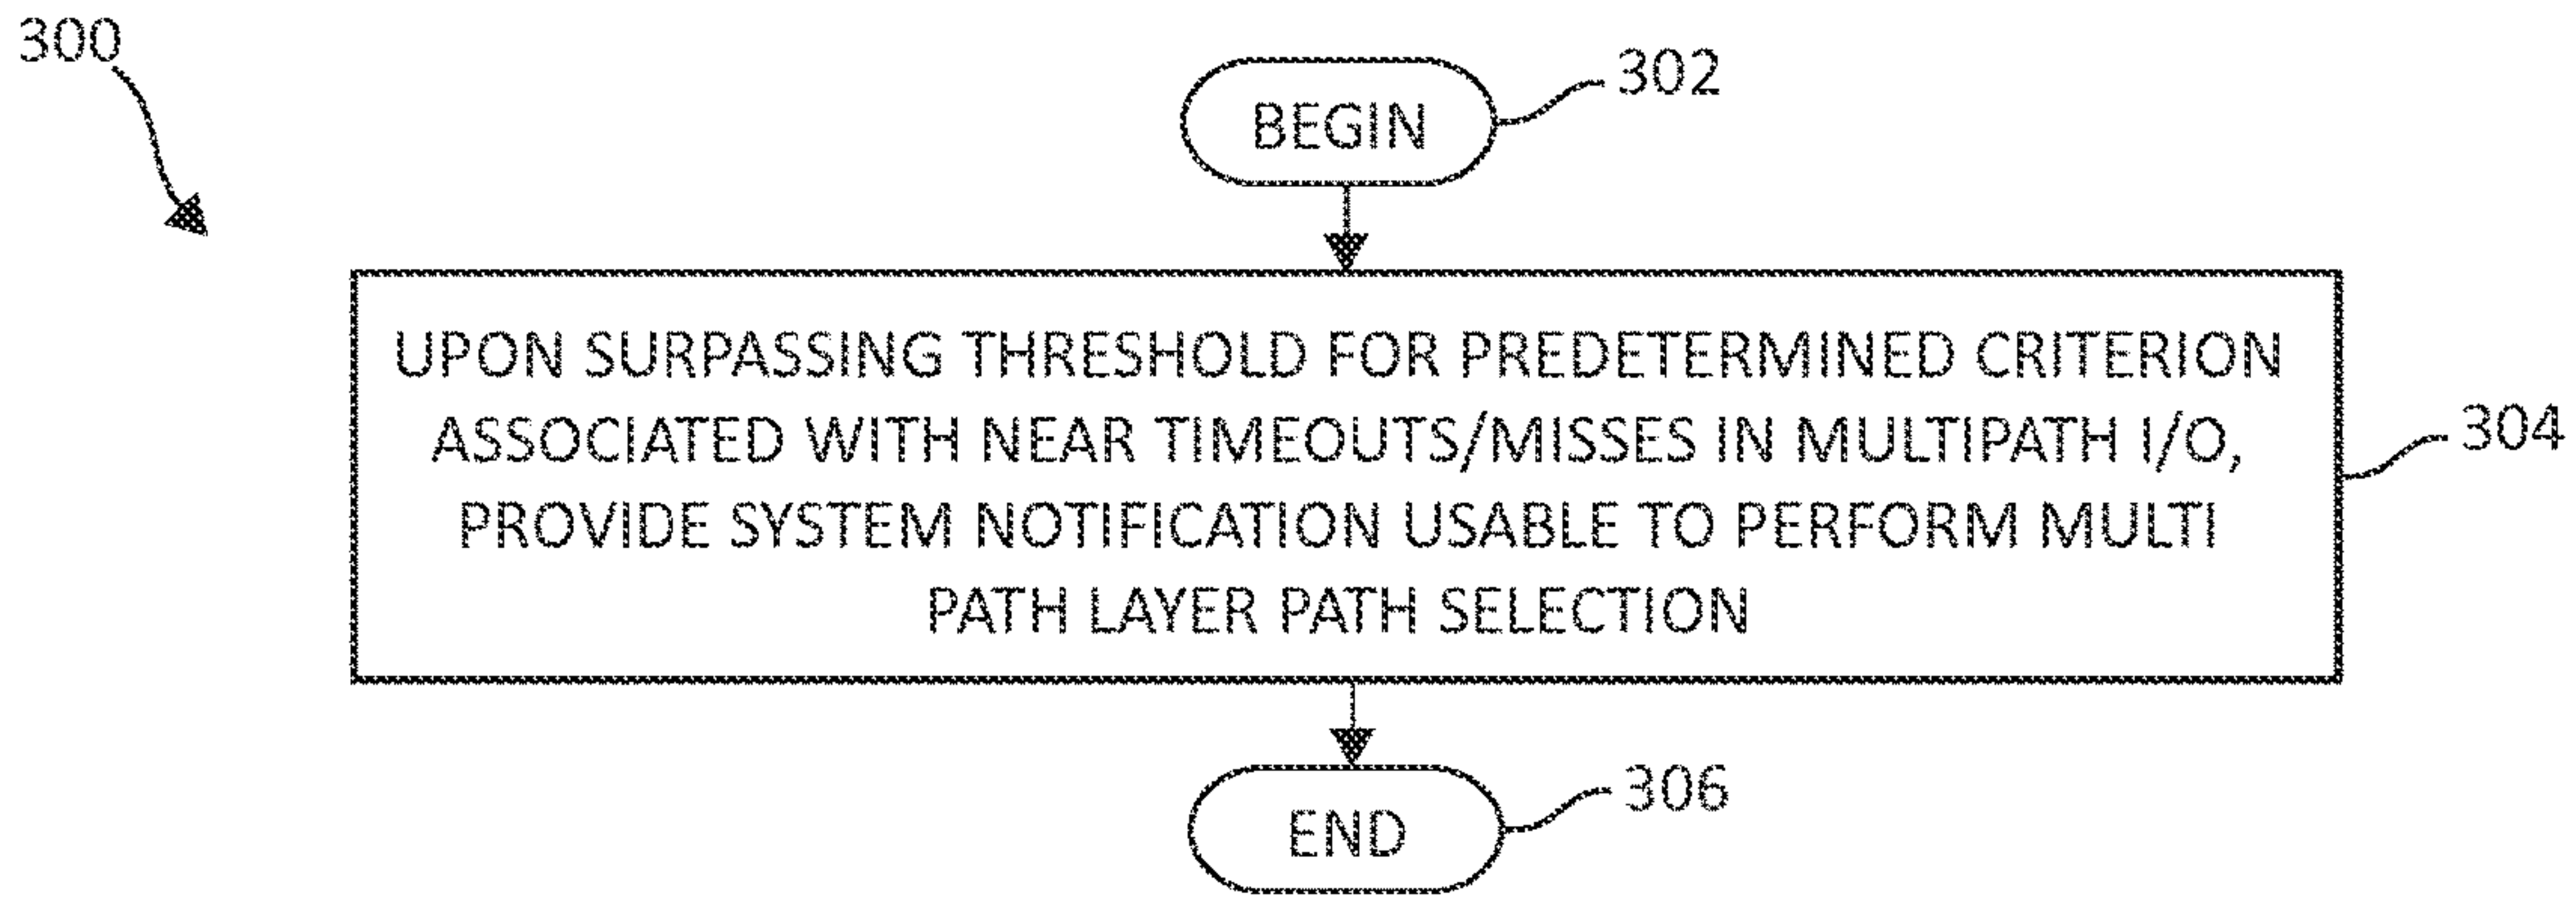 300
BEGIN
302
UPON SURPASSING THRESHOLD FOR PREDETERMINED CRITERION
ASSOCIATED WITH NEAR TIMEOUTS/MISSES IN MULTIPATH I/O,
PROVIDE SYSTEM NOTIFICATION USABLE TO PERFORM MULTI
PATH LAYER PATH SELECTION
304
END
306